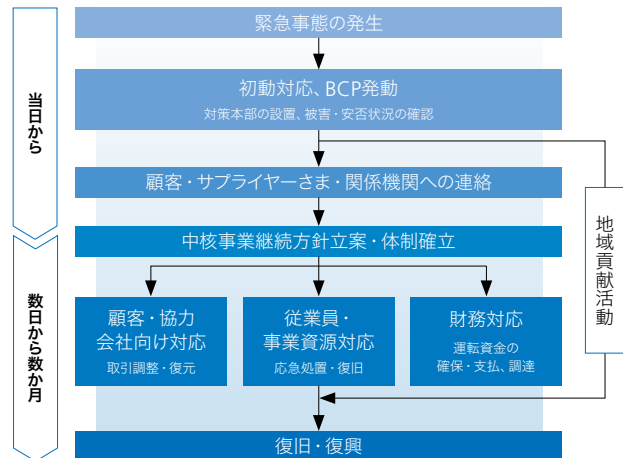 緊急事態の発生
当日から
初動対応、BCP発動
対策本部の設置、被害・安否状況の確認
顧客・サプライヤーさま・関係機関への連絡
中核事業継続方針立案・体制確立
地域貢献活動
数日から数か月
顧客・協力
会社向け対応
取引調整・復元
従業員・
事業資源対応
応急処置・復旧
財務対応
運転資金の
確保・支払、調達
復旧・復興